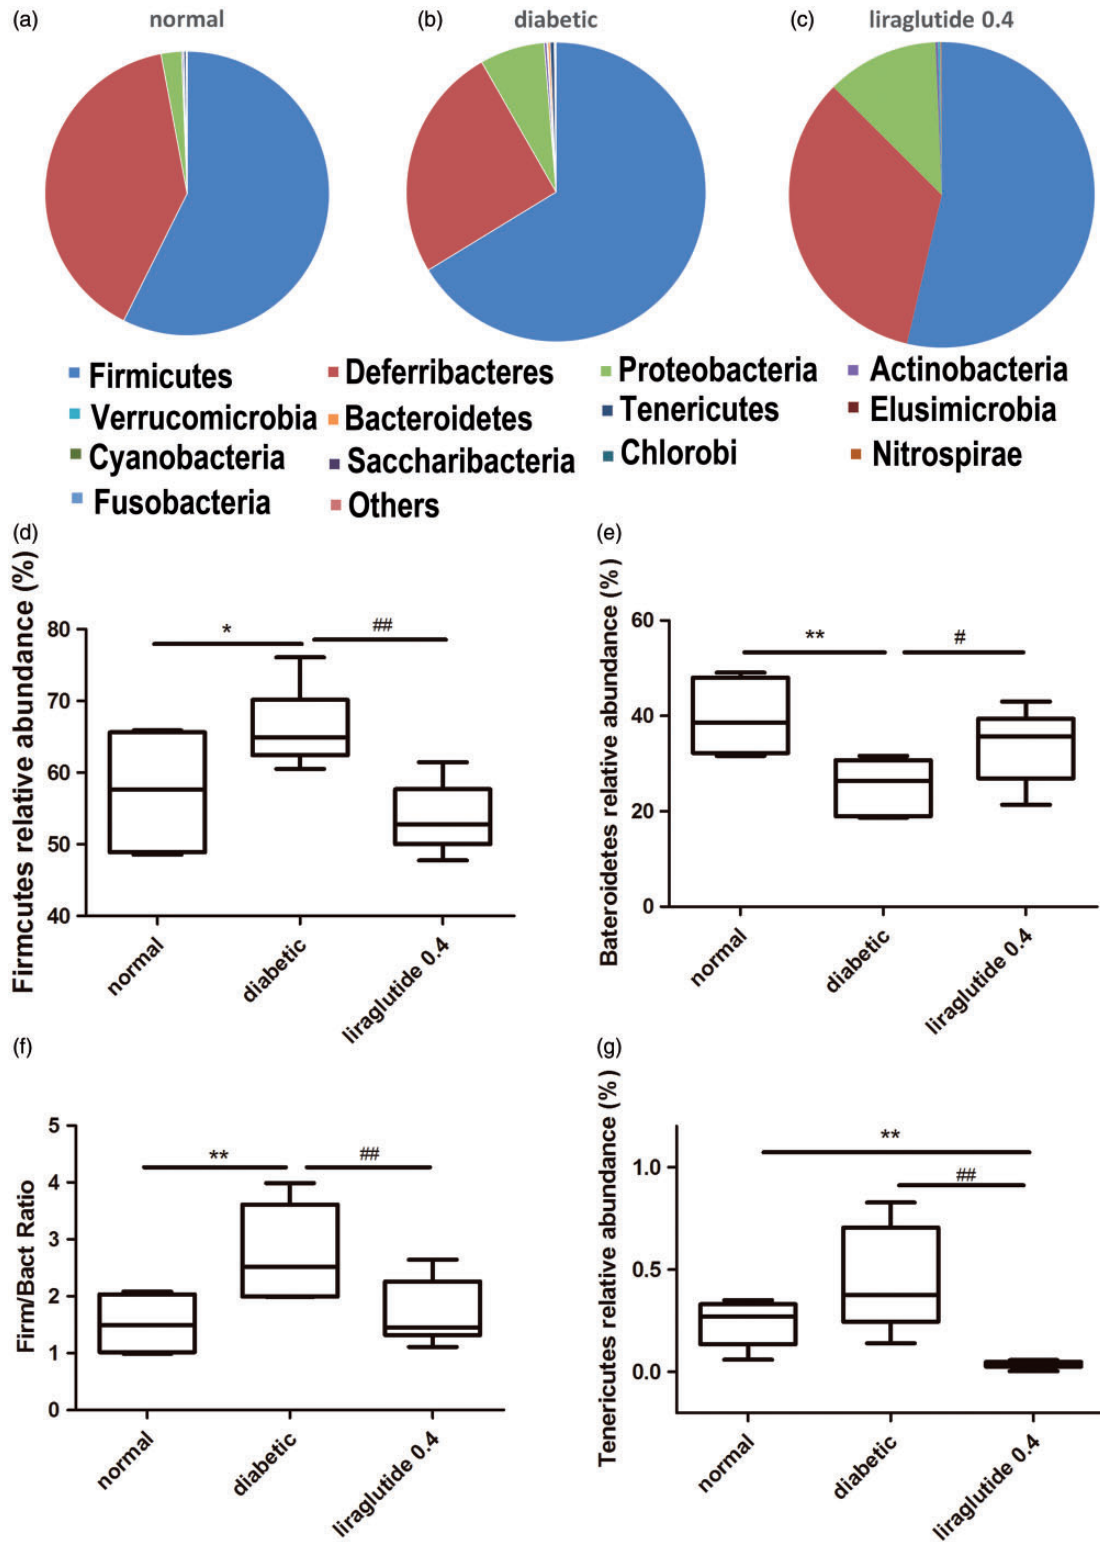 (a) normal (b) diabetic (c) liraglutide 0.4
Firmicutes Deferribacteres Proteobacteria Actinobacteria
Verrucomicrobia Bacteroidetes Tenericutes Elusimicrobia
Cyanobacteria Saccharibacteria Chlorobi Nitrospirae
Fusobacteria Others
(d)
Firmcutes relative abundance (%)
80
70
60
50
40
*
##
normal
diabetic
liraglutide 0.4
(e)
Bateroidetes relative abundance (%)
60
40
20
0
**
#
normal
diabetic
liraglutide 0.4
(f)
Firm/Bact Ratio
5
4
3
2
1
0
**
##
normal
diabetic
liraglutide 0.4
(g)
Tenericutes relative abundance (%)
1.0
0.5
0.0
**
##
normal
diabetic
liraglutide 0.4